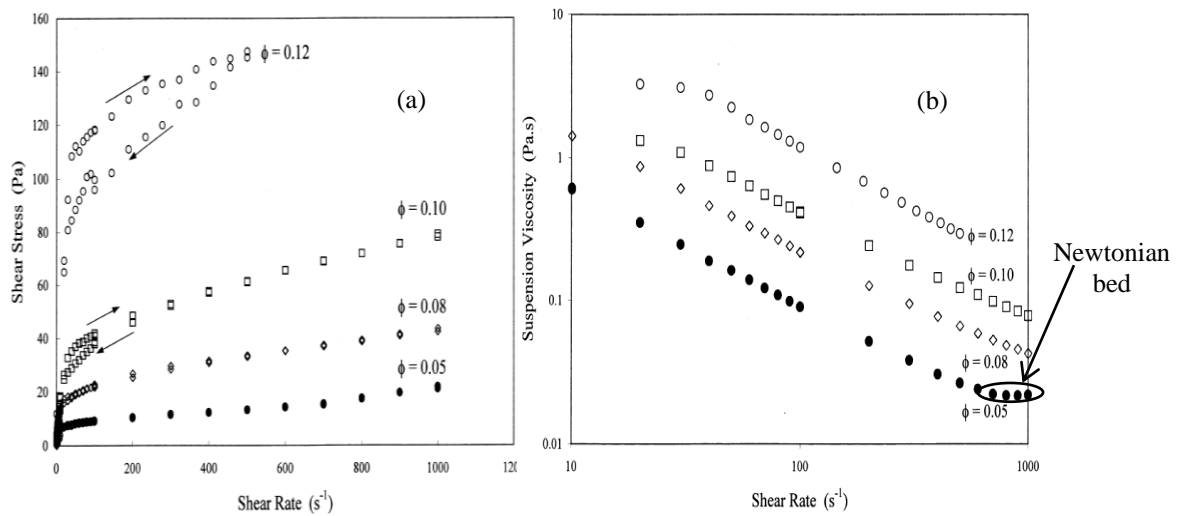 160
140
120
100
80
60
40
20
0
Shear Stress (Pa)
0 200 400 600 800 1000 120
Shear Rate (s⁻¹)
(a)
ϕ = 0.12
ϕ = 0.10
ϕ = 0.08
ϕ = 0.05
10
1
0.1
0.01
Suspension Viscosity (Pa.s)
10 100 1000
Shear Rate (s⁻¹)
(b)
ϕ = 0.12
ϕ = 0.10
ϕ = 0.08
ϕ = 0.05
Newtonian
bed